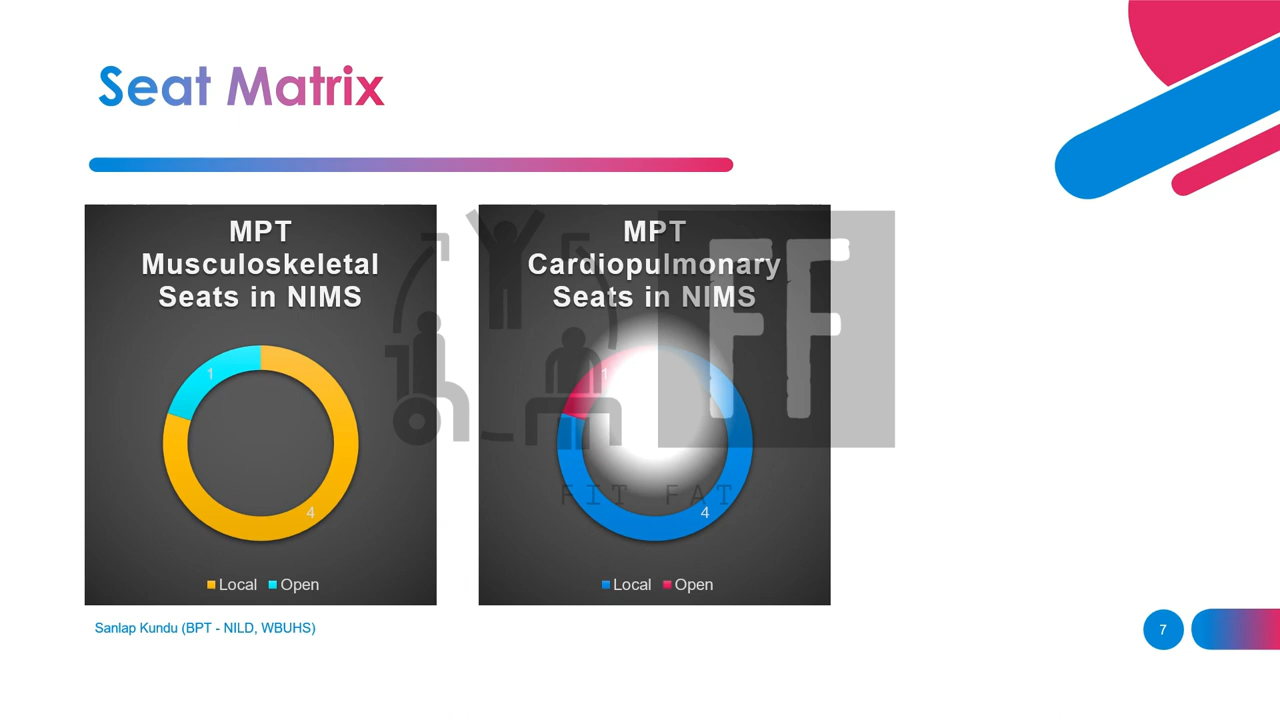 Seat Matrix
MPT
Musculoskeletal
Seats in NIMS
1
4
Local Open
MPT
Cardiopulmonary
Seats in NIMS
1
4
Local Open
FF
FIT FAT
Sanlap Kundu (BPT - NILD, WBUHS)
7